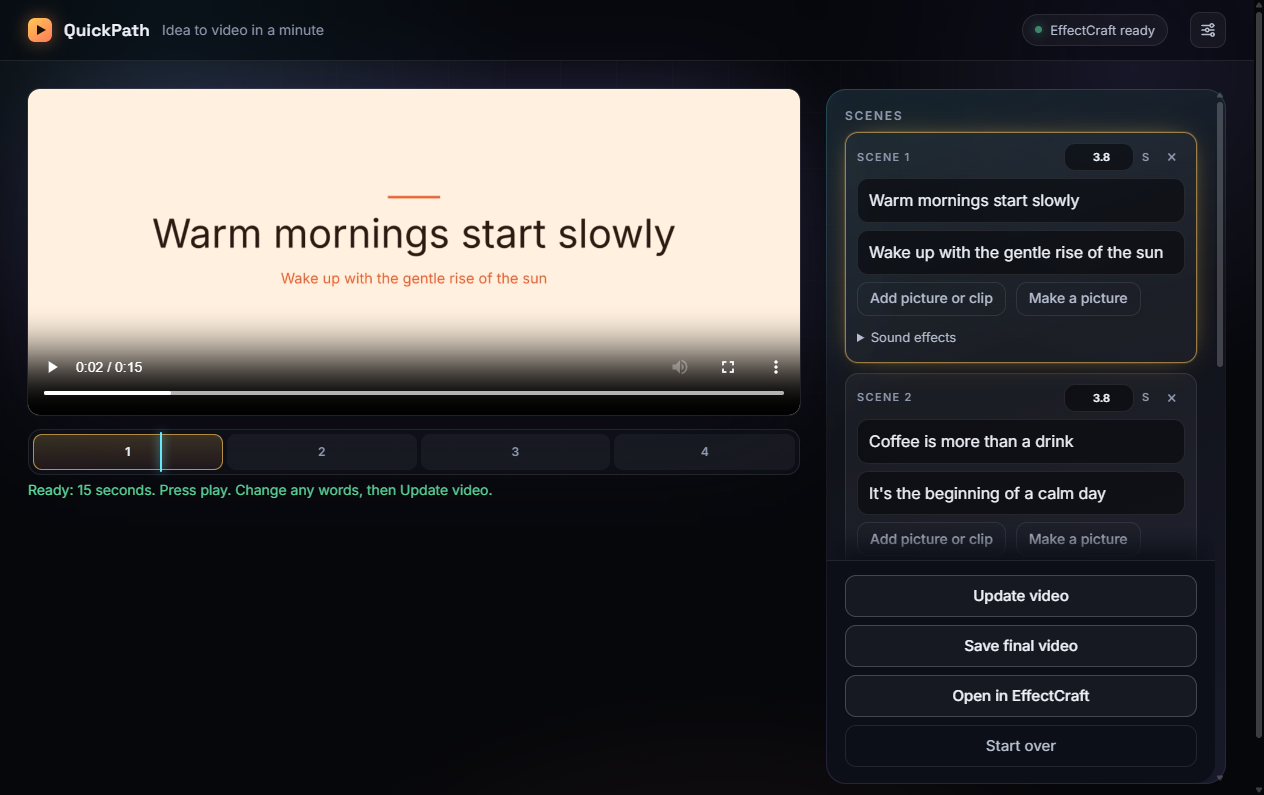 QuickPath Idea to video in a minute
EffectCraft ready
Warm mornings start slowly
Wake up with the gentle rise of the sun
0:02 / 0:15
1 2 3 4
Ready: 15 seconds. Press play. Change any words, then Update video.
SCENES
SCENE 1 3.8 S ×
Warm mornings start slowly
Wake up with the gentle rise of the sun
Add picture or clip Make a picture
Sound effects
SCENE 2 3.8 S ×
Coffee is more than a drink
It's the beginning of a calm day
Add picture or clip Make a picture
Update video
Save final video
Open in EffectCraft
Start over